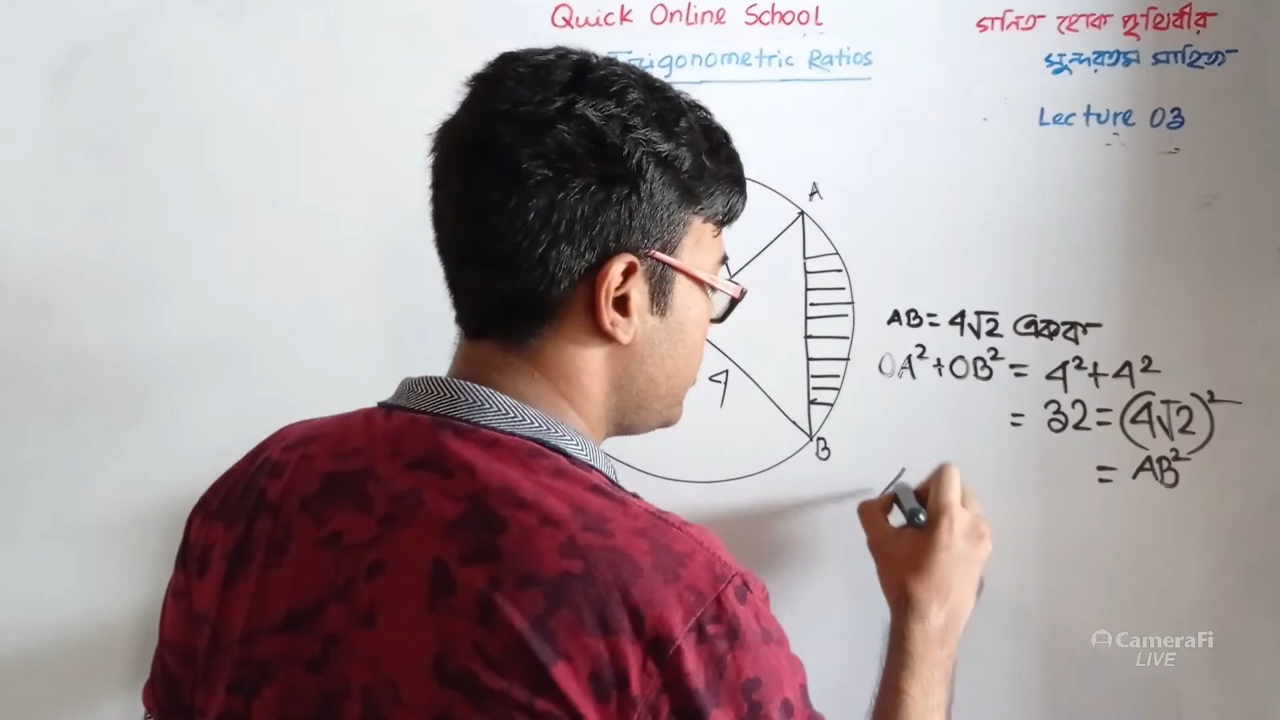 Quick Online School
Trigonometric Ratios
গনিত হোক পৃথিবীর
সুন্দরতম সাহিত্য
Lecture 03
A
4
B
AB = 4√2 একক
OA² + OB² = 4² + 4²
= 32 = (4√2)²
= AB²
CameraFi
LIVE